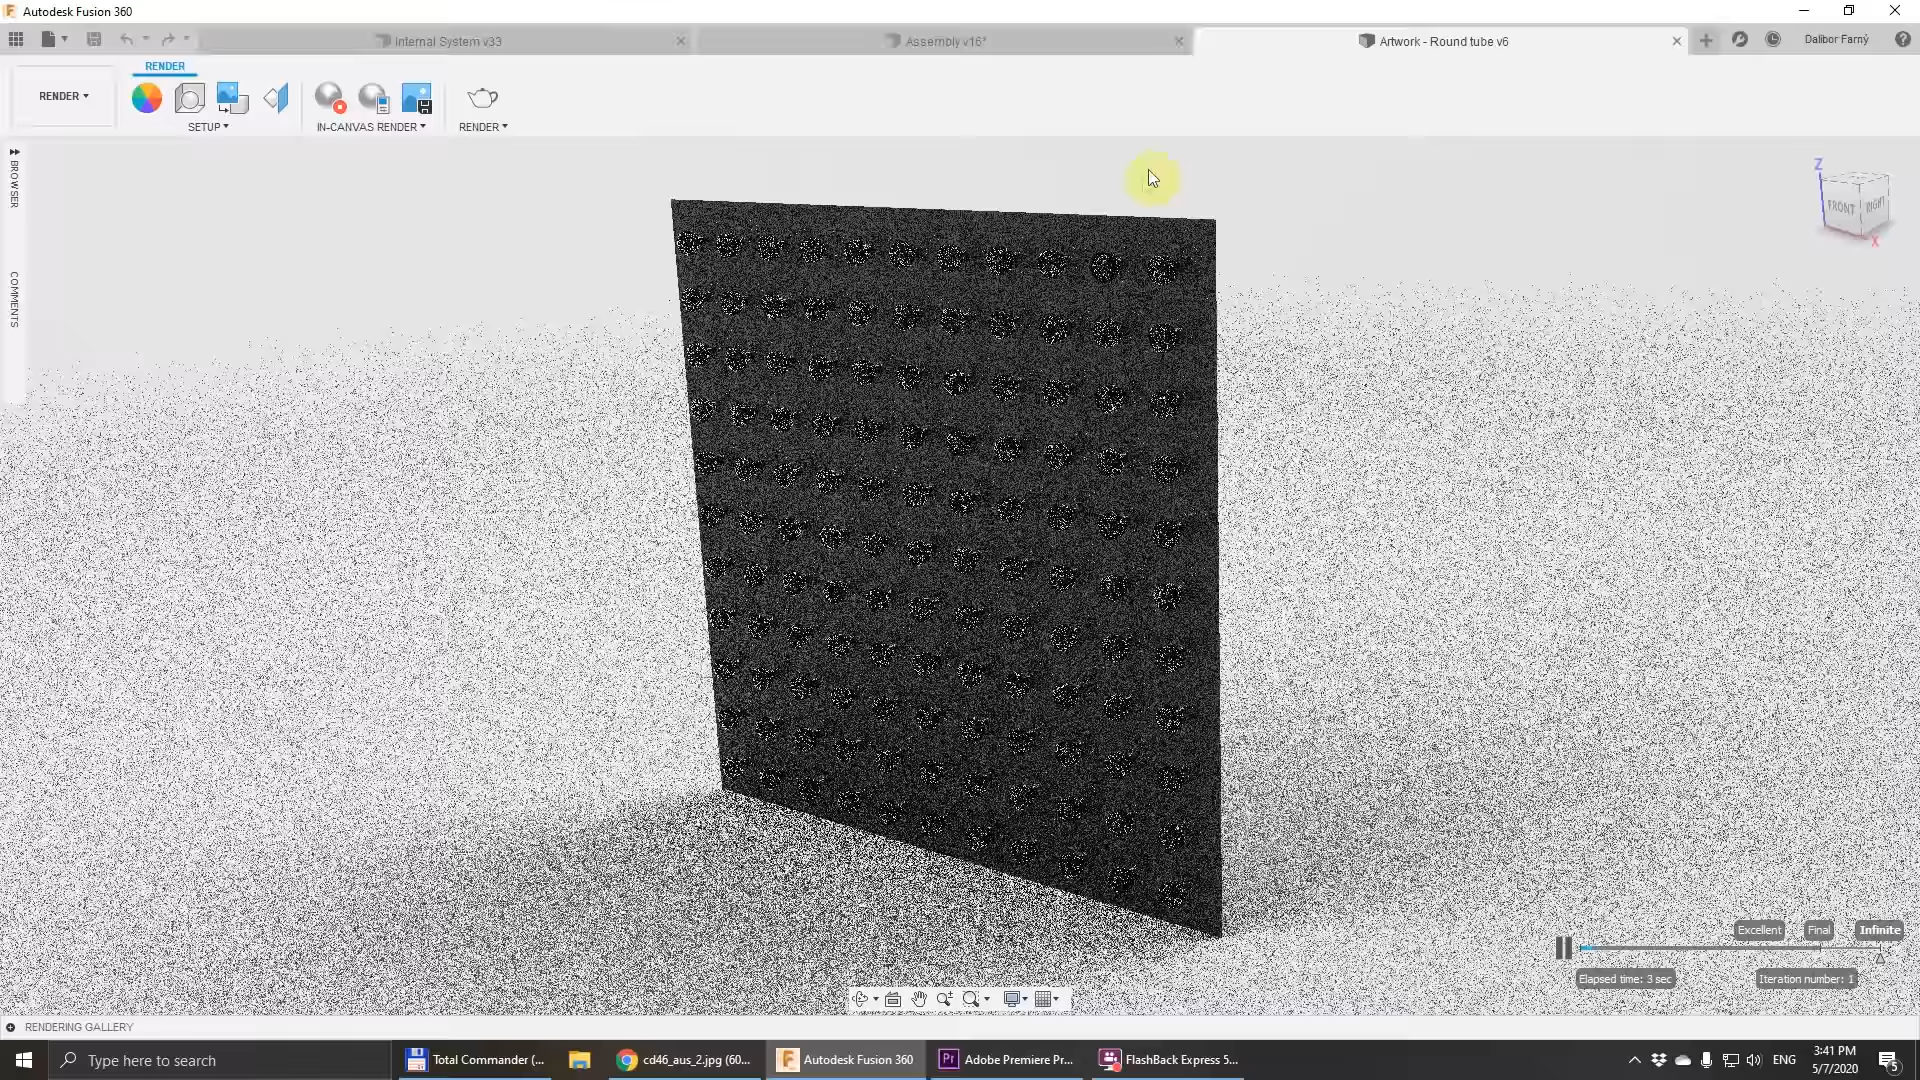 Autodesk Fusion 360
Internal System v33
Assembly v16*
Artwork - Round tube v6
Dalibor Farný
RENDER
RENDER
SETUP
IN-CANVAS RENDER
RENDER
BROWSER
COMMENTS
Z
FRONT
RIGHT
X
Excellent
Final
Infinite
Elapsed time: 3 sec
Iteration number: 1
RENDERING GALLERY
Type here to search
Total Commander (...
cd46_aus_2.jpg (60...
Autodesk Fusion 360
Pr
Adobe Premiere Pr...
FlashBack Express 5...
ENG
3:41 PM
5/7/2020
5